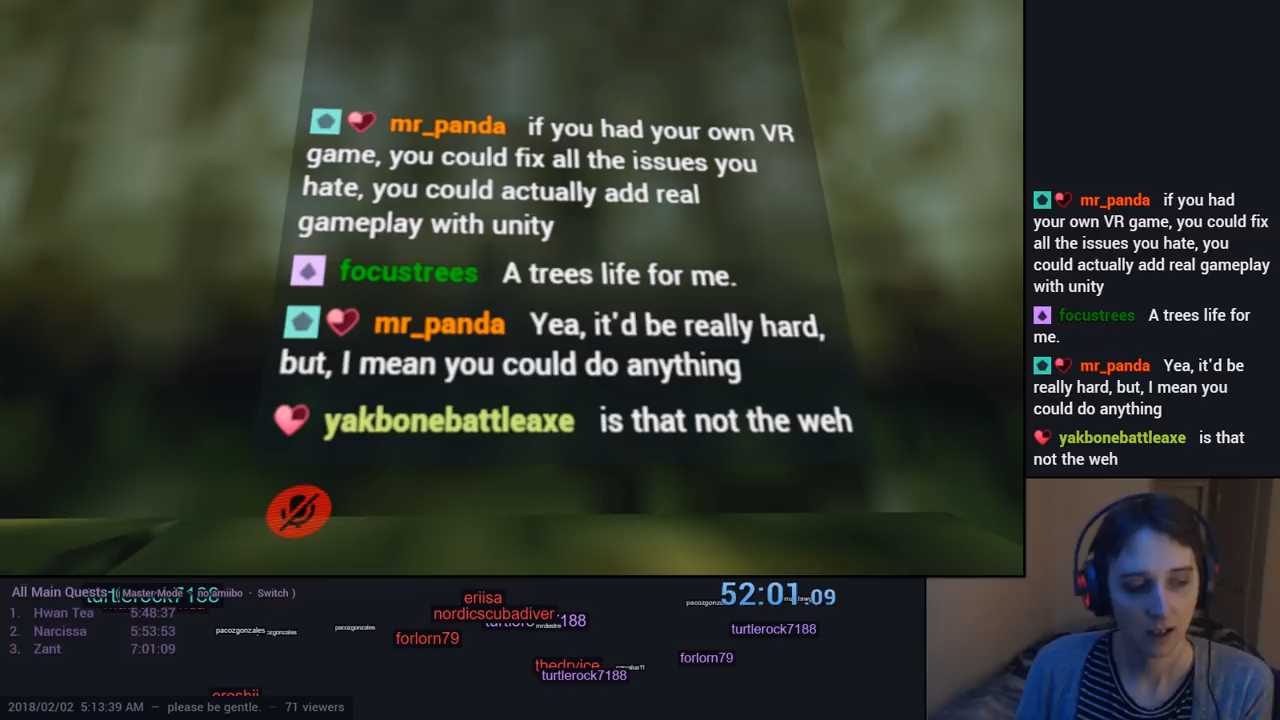 mr_panda if you had your own VR
game, you could fix all the issues you
hate, you could actually add real
gameplay with unity
focustrees A trees life for me.
mr_panda Yea, it'd be really hard,
but, I mean you could do anything
yakbonebattleaxe is that not the weh
mr_panda if you had
your own VR game, you could fix
all the issues you hate, you
could actually add real gameplay
with unity
focustrees A trees life for
me.
mr_panda Yea, it'd be
really hard, but, I mean you
could do anything
yakbonebattleaxe is that
not the weh
All Main Quests ( Master Mode - no amiibo - Switch )
1. Hwan Tea 5:48:37
2. Narcissa 5:53:53
3. Zant 7:01:09
turtlerock7188
pacozgonzales
pacozgonzales
eriisa
nordicscubadiver
188
forlorn79
thedrvice
turtlerock7188
52:01.09
turtlerock7188
forlorn79
2018/02/02 5:13:39 AM — please be gentle. — 71 viewers